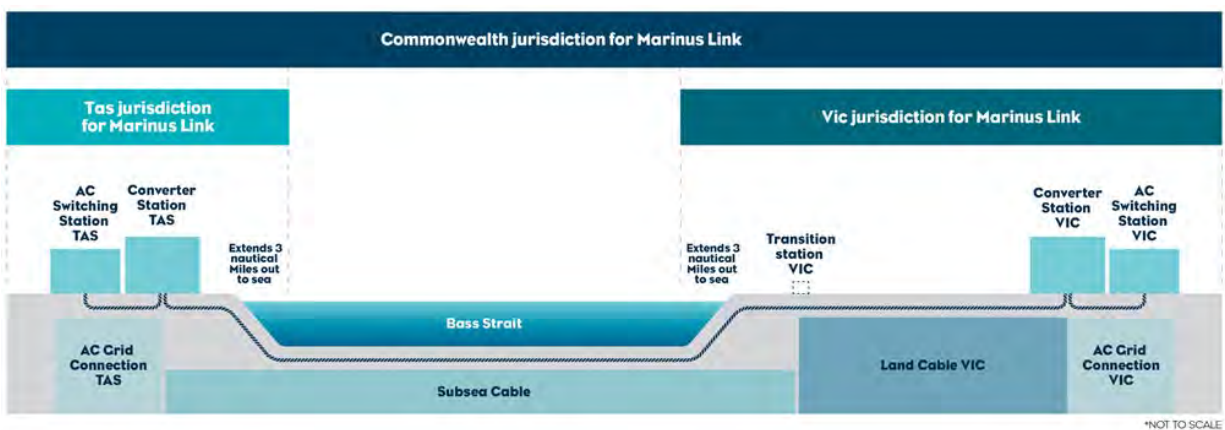 Commonwealth jurisdiction for Marinus Link
Tas jurisdiction
for Marinus Link
Vic jurisdiction for Marinus Link
AC
Switching
Station
TAS
Converter
Station
TAS
Extends 3
nautical
Miles out
to sea
Extends 3
nautical
Miles out
to sea
Transition
station
VIC
Converter
Station
VIC
AC
Switching
Station
VIC
Bass Strait
AC Grid
Connection
TAS
Subsea Cable
Land Cable VIC
AC Grid
Connection
VIC
*NOT TO SCALE